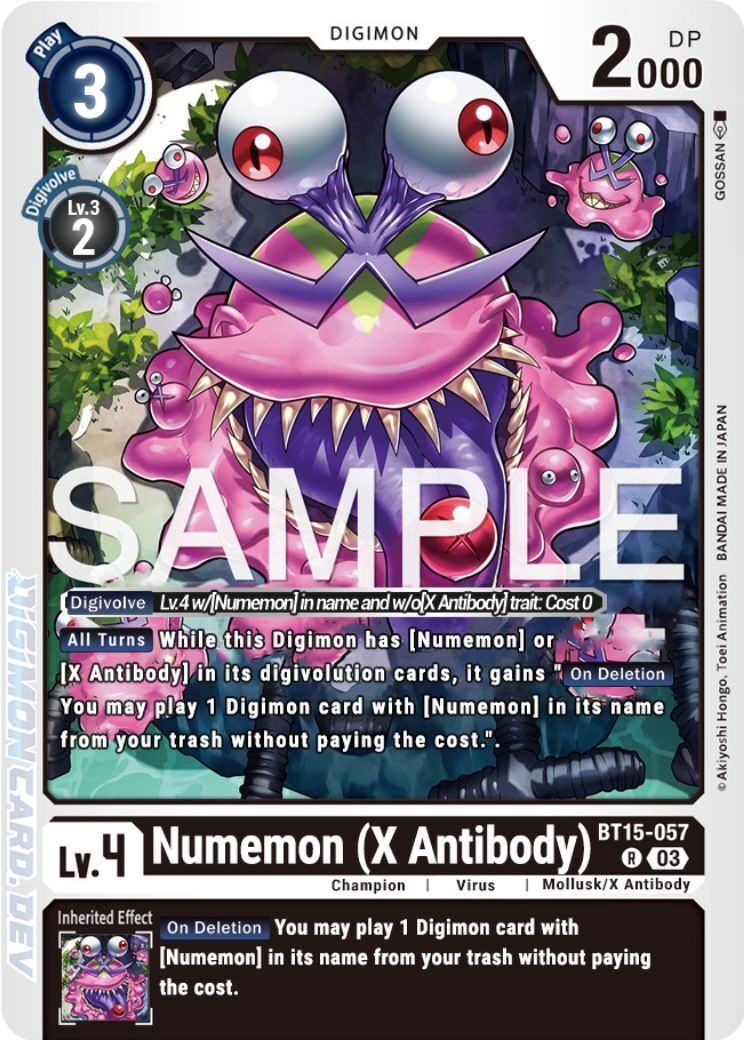 DIGIMON
Play
3
DP
2000
Digivolve
Lv.3
2
GOSSAN
SAMPLE
Digivolve Lv.4 w/[Numemon] in name and w/o[X Antibody] trait: Cost 0
All Turns While this Digimon has [Numemon] or
[X Antibody] in its digivolution cards, it gains " On Deletion
You may play 1 Digimon card with [Numemon] in its name
from your trash without paying the cost.".
© Akiyoshi Hongo, Toei Animation BANDAI MADE IN JAPAN
DIGIMONCARD.DEV
Lv.4
Numemon (X Antibody)
BT15-057
R 03
Champion | Virus | Mollusk/X Antibody
Inherited Effect
On Deletion You may play 1 Digimon card with
[Numemon] in its name from your trash without paying
the cost.